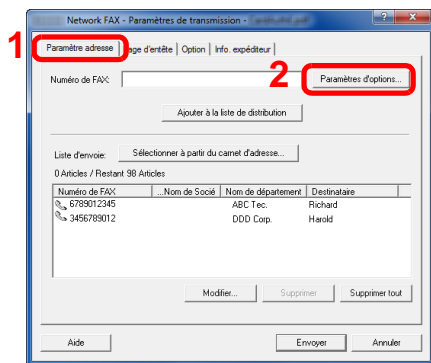 Network FAX - Paramètres de transmission -
1
Paramètre adresse
age d'entête
Option
Info. expéditeur
2
Numéro de FAX:
Paramètres d'options...
Ajouter à la liste de distribution
Liste d'envoie:
Sélectionner à partir du carnet d'adresse...
0 Articles / Restant 98 Articles
Numéro de FAX ...Nom de Socié Nom de département Destinataire
6789012345 ABC Tec. Richard
3456789012 DDD Corp. Harold
Modifier... Supprimer Supprimer tout
Aide Envoyer Annuler